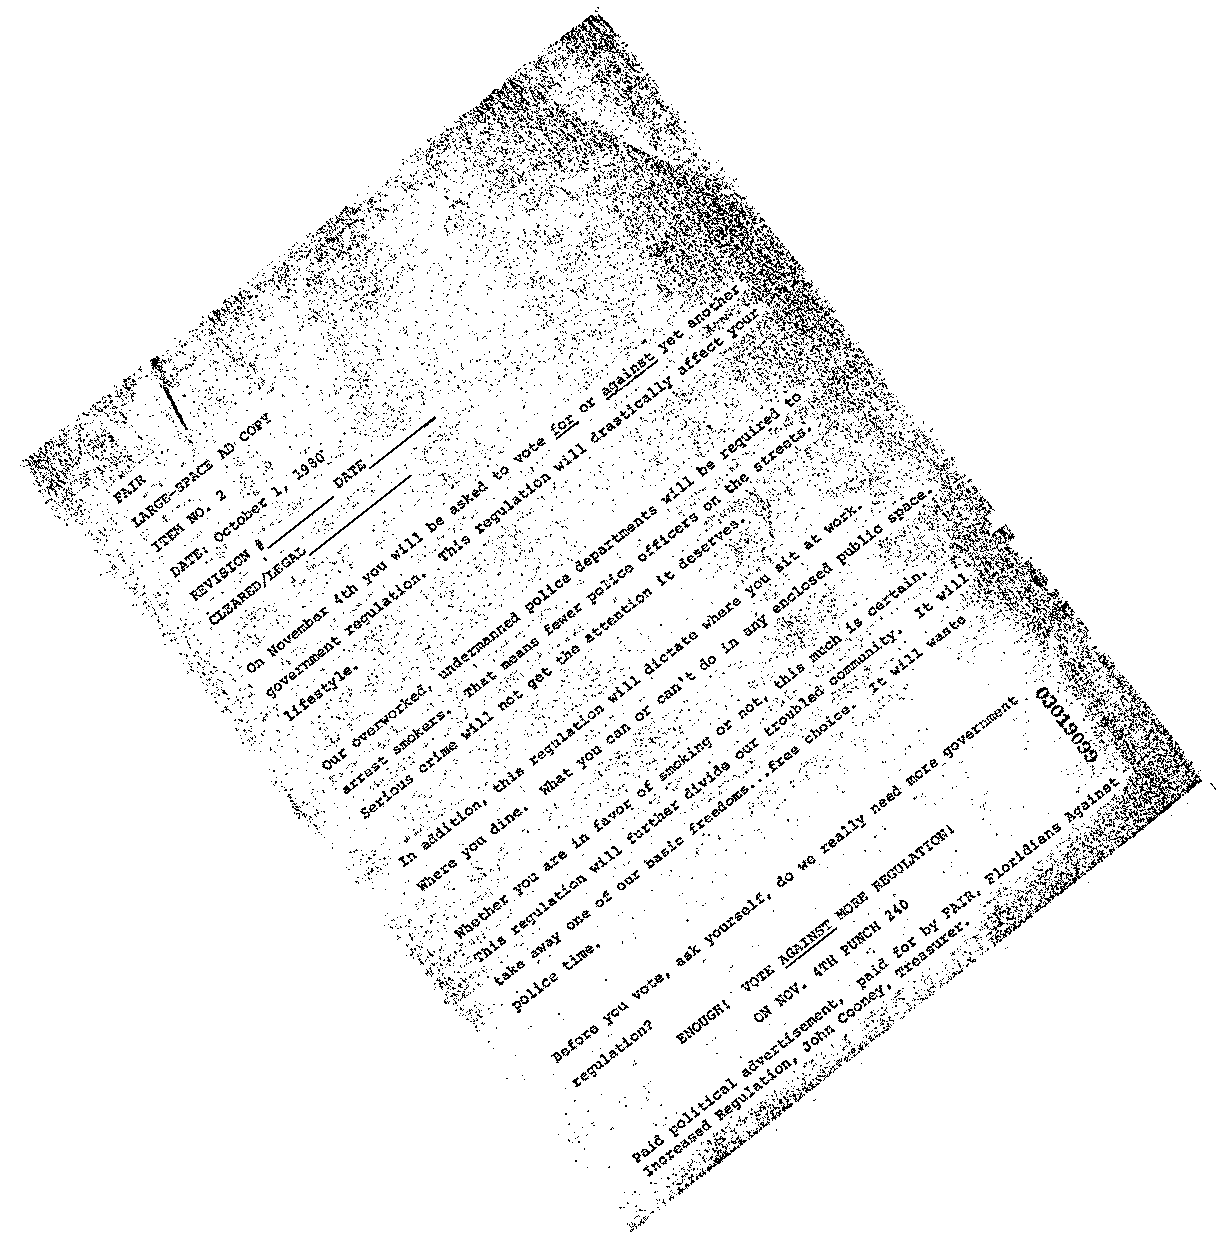 FAIR
LARGE-SPACE AD COPY
ITEM NO. 2
DATE: October 1, 1980
REVISION # DATE
CLEARED/LEGAL
On November 4th you will be asked to vote for or against yet another
government regulation. This regulation will drastically affect your
lifestyle.
Our overworked, undermanned police departments will be required to
arrest smokers. That means fewer police officers on the streets.
Serious crime will not get the attention it deserves.
In addition, this regulation will dictate where you sit at work.
Where you dine. What you can or can't do in any enclosed public space.
Whether you are in favor of smoking or not, this much is certain.
This regulation will further divide our troubled community. It will
take away one of our basic freedoms...free choice. It will waste
police time.
Before you vote, ask yourself, do we really need more government
regulation?
ENOUGH! VOTE AGAINST MORE REGULATION!
ON NOV. 4TH PUNCH 240
Paid political advertisement, paid for by FAIR, Floridians Against
Increased Regulation, John Cooney, Treasurer.